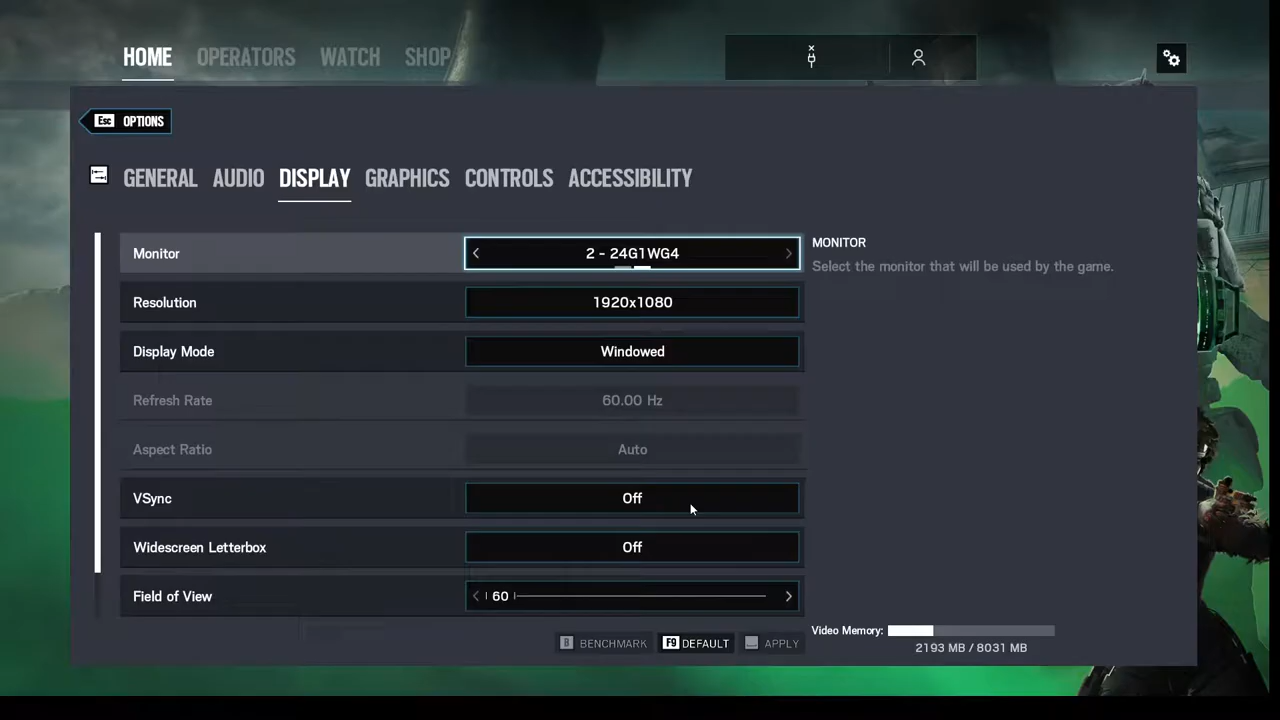 HOME OPERATORS WATCH SHOP
Esc OPTIONS
GENERAL AUDIO DISPLAY GRAPHICS CONTROLS ACCESSIBILITY
Monitor 2 - 24G1WG4
Resolution 1920x1080
Display Mode Windowed
Refresh Rate 60.00 Hz
Aspect Ratio Auto
VSync Off
Widescreen Letterbox Off
Field of View 60
MONITOR
Select the monitor that will be used by the game.
B BENCHMARK F9 DEFAULT APPLY
Video Memory:
2193 MB / 8031 MB